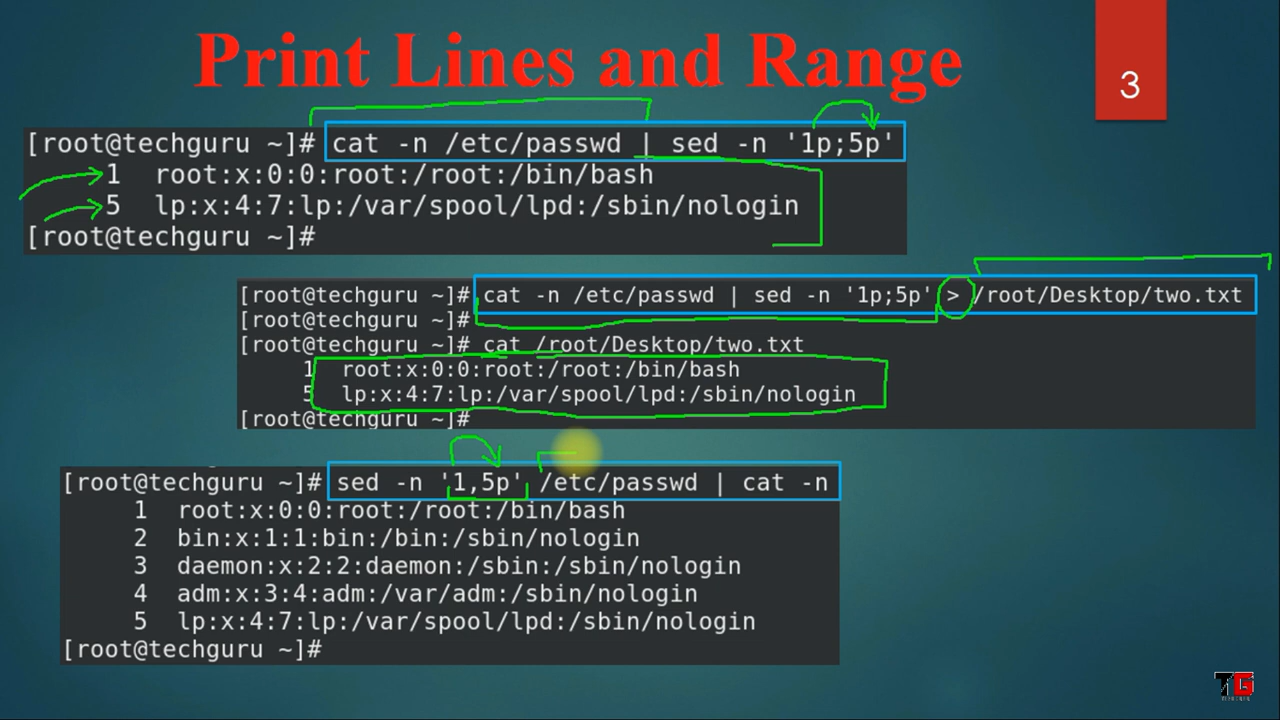 Print Lines and Range
3
[root@techguru ~]# cat -n /etc/passwd | sed -n '1p;5p'
1 root:x:0:0:root:/root:/bin/bash
5 lp:x:4:7:lp:/var/spool/lpd:/sbin/nologin
[root@techguru ~]#
[root@techguru ~]# cat -n /etc/passwd | sed -n '1p;5p' > /root/Desktop/two.txt
[root@techguru ~]#
[root@techguru ~]# cat /root/Desktop/two.txt
1 root:x:0:0:root:/root:/bin/bash
5 lp:x:4:7:lp:/var/spool/lpd:/sbin/nologin
[root@techguru ~]#
[root@techguru ~]# sed -n '1,5p' /etc/passwd | cat -n
1 root:x:0:0:root:/root:/bin/bash
2 bin:x:1:1:bin:/bin:/sbin/nologin
3 daemon:x:2:2:daemon:/sbin:/sbin/nologin
4 adm:x:3:4:adm:/var/adm:/sbin/nologin
5 lp:x:4:7:lp:/var/spool/lpd:/sbin/nologin
[root@techguru ~]#
TG